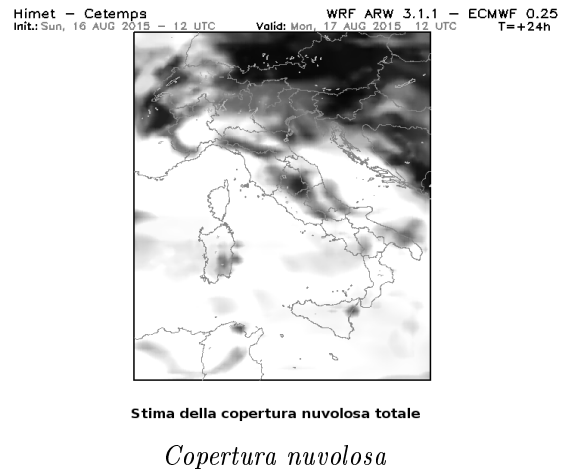 Himet – Cetemps WRF ARW 3.1.1 – ECMWF 0.25
Init.: Sun, 16 AUG 2015 – 12 UTC Valid: Mon, 17 AUG 2015 12 UTC T=+24h
Stima della copertura nuvolosa totale
Copertura nuvolosa